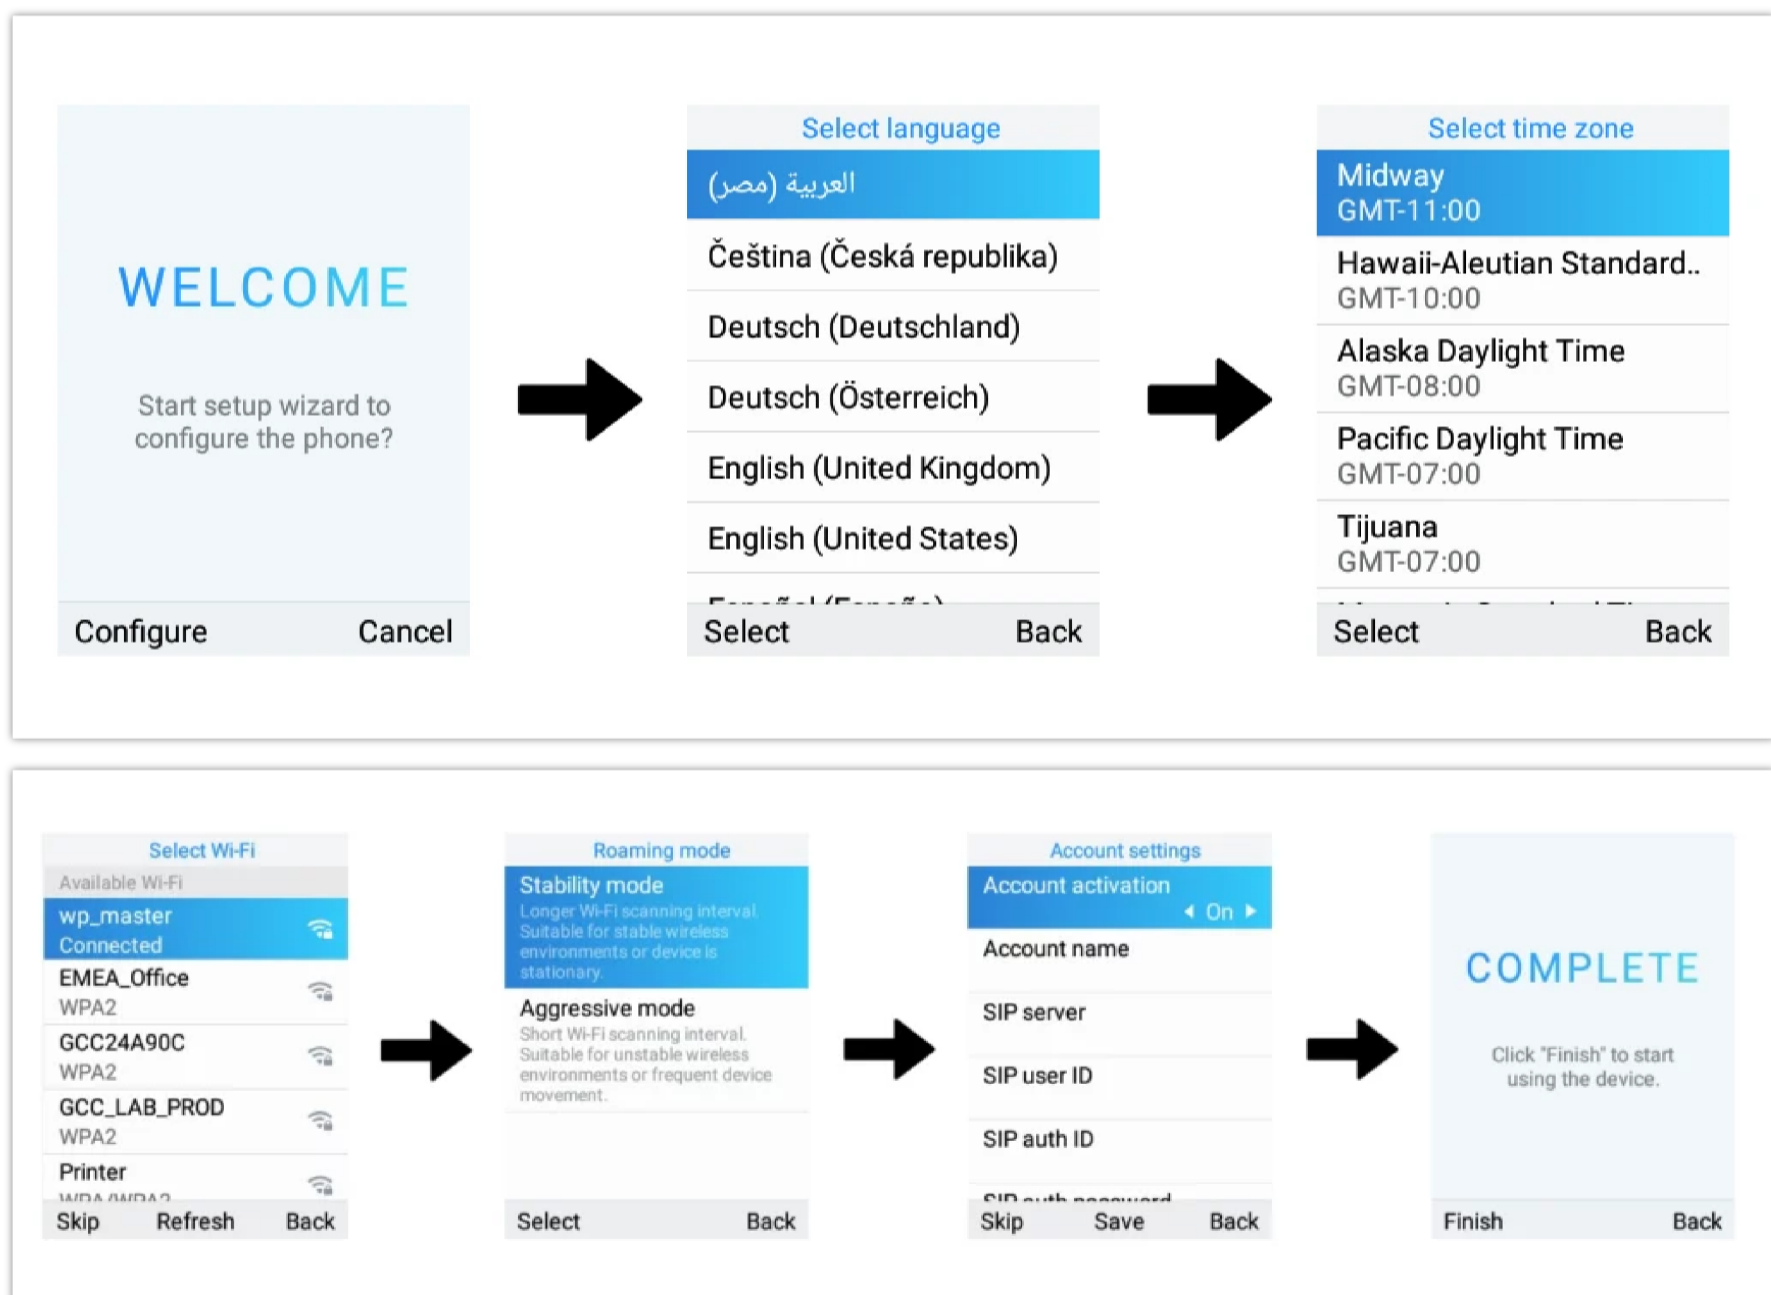 WELCOME
Start setup wizard to
configure the phone?
Configure Cancel
Select language
العربية (مصر)
Čeština (Česká republika)
Deutsch (Deutschland)
Deutsch (Österreich)
English (United Kingdom)
English (United States)
Select Back
Select time zone
Midway
GMT-11:00
Hawaii-Aleutian Standard..
GMT-10:00
Alaska Daylight Time
GMT-08:00
Pacific Daylight Time
GMT-07:00
Tijuana
GMT-07:00
Select Back
Select Wi-Fi
Available Wi-Fi
wp_master
Connected
EMEA_Office
WPA2
GCC24A90C
WPA2
GCC_LAB_PROD
WPA2
Printer
WPA/WPA2
Skip Refresh Back
Roaming mode
Stability mode
Longer Wi-Fi scanning interval.
Suitable for stable wireless
environments or device is
stationary.
Aggressive mode
Short Wi-Fi scanning interval.
Suitable for unstable wireless
environments or frequent device
movement.
Select Back
Account settings
Account activation
On
Account name
SIP server
SIP user ID
SIP auth ID
SIP auth password
Skip Save Back
COMPLETE
Click "Finish" to start
using the device.
Finish Back